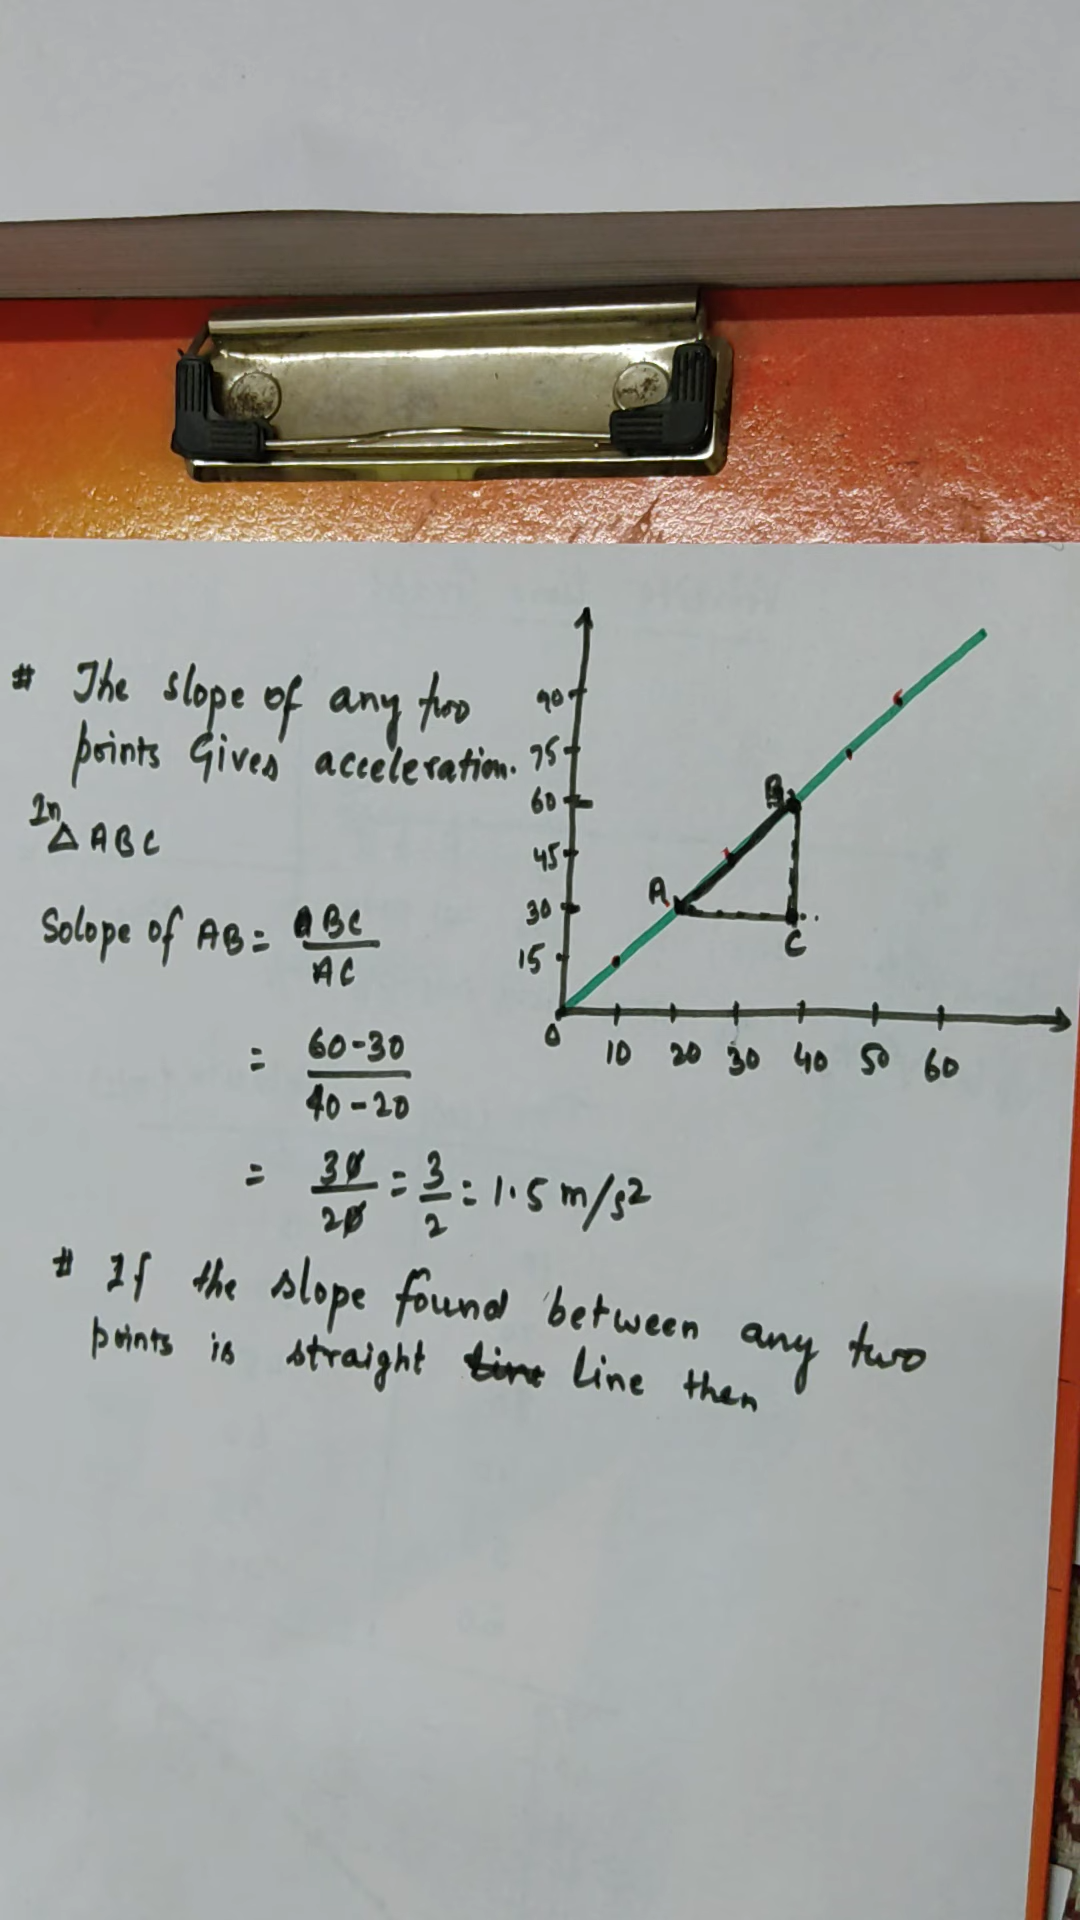 # The slope of any two
points Gives acceleration.
In
Δ ABC
Solope of AB = BC
AC
= 60-30
40-20
= 30 = 3 = 1.5 m/s2
20 2
# If the slope found between any two
points is straight Line then
90
75
60
45
30
15
0
10 20 30 40 50 60
A
B
C